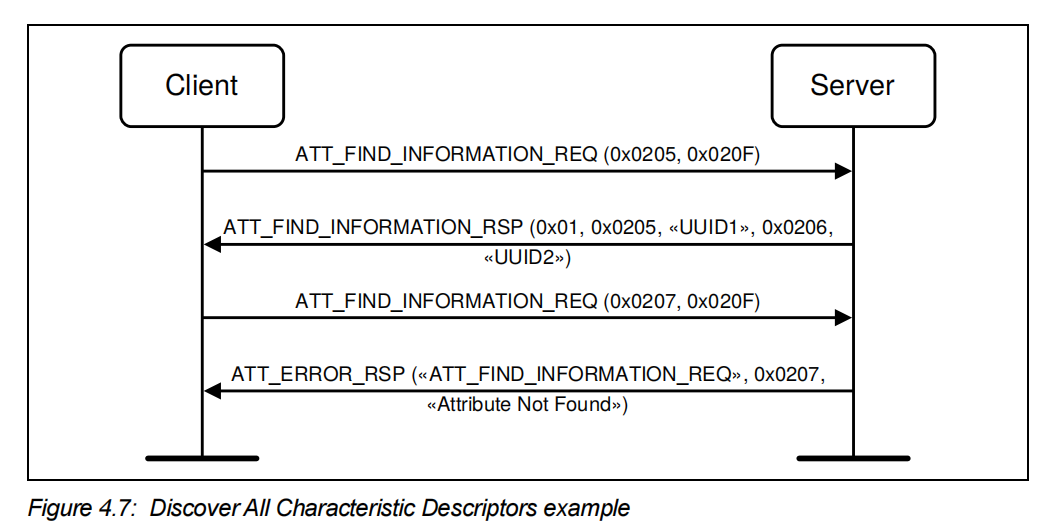 Client
Server
ATT_FIND_INFORMATION_REQ (0x0205, 0x020F)
ATT_FIND_INFORMATION_RSP (0x01, 0x0205, «UUID1», 0x0206,
«UUID2»)
ATT_FIND_INFORMATION_REQ (0x0207, 0x020F)
ATT_ERROR_RSP («ATT_FIND_INFORMATION_REQ», 0x0207,
«Attribute Not Found»)
Figure 4.7: Discover All Characteristic Descriptors example